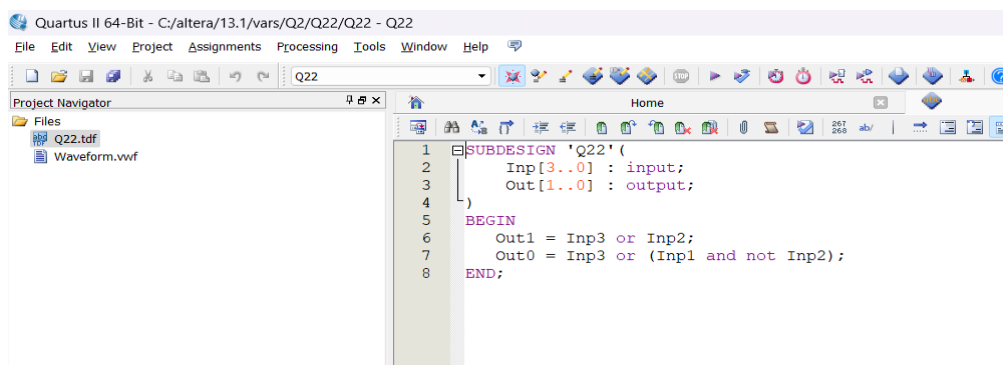 Quartus II 64-Bit - C:/altera/13.1/vars/Q2/Q22/Q22 - Q22
File Edit View Project Assignments Processing Tools Window Help
Q22
Project Navigator
Home
Files
Q22.tdf
Waveform.vwf
267
268
ab/
1 SUBDESIGN 'Q22'(
2 Inp[3..0] : input;
3 Out[1..0] : output;
4 )
5 BEGIN
6 Out1 = Inp3 or Inp2;
7 Out0 = Inp3 or (Inp1 and not Inp2);
8 END;